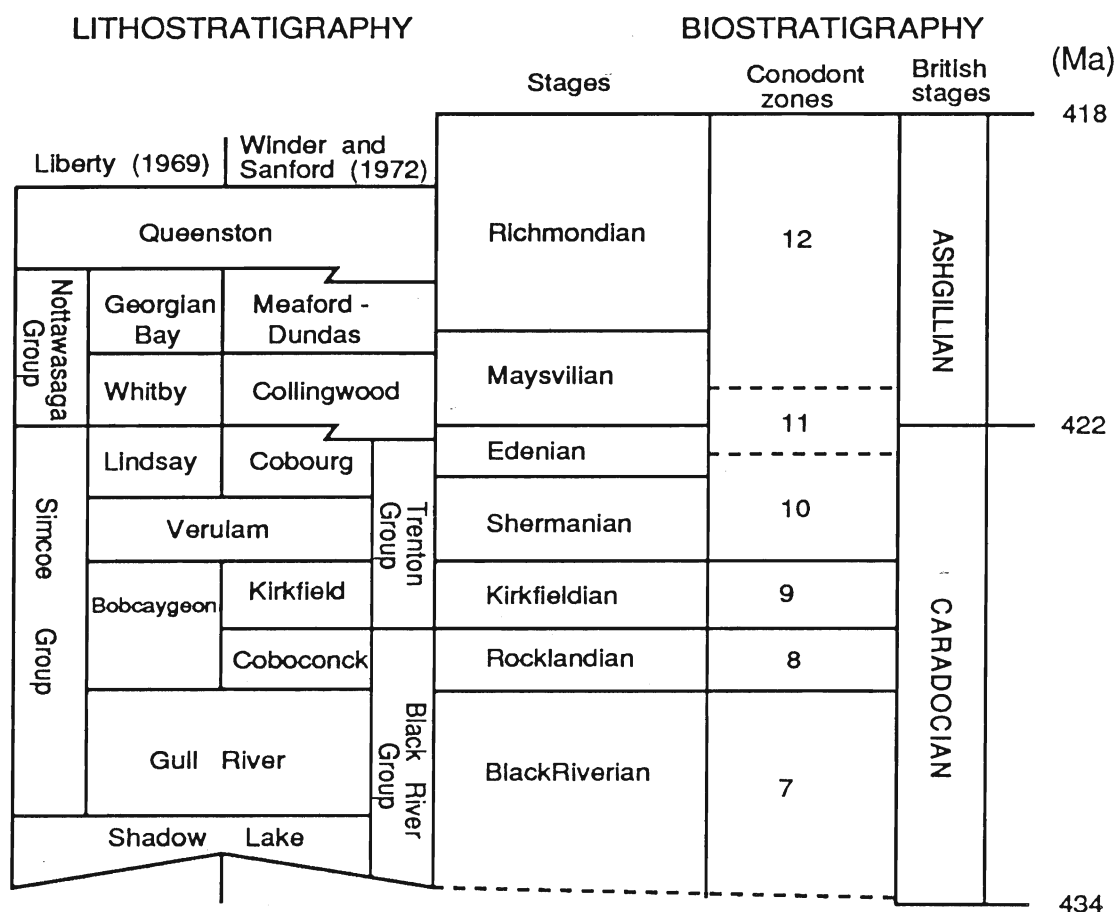 LITHOSTRATIGRAPHY
BIOSTRATIGRAPHY
(Ma)
Stages
Conodont
zones
British
stages
418
Liberty (1969)
Winder and
Sanford (1972)
Queenston
Richmondian
12
ASHGILLIAN
Nottawasaga
Group
Georgian
Bay
Meaford -
Dundas
Whitby
Collingwood
Maysvilian
11
422
Lindsay
Cobourg
Edenian
Simcoe Group
Verulam
Trenton
Group
Shermanian
10
Bobcaygeon
Kirkfield
Kirkfieldian
9
CARADOCIAN
Coboconck
Rocklandian
8
Gull River
Black River
Group
BlackRiverian
7
Shadow Lake
434